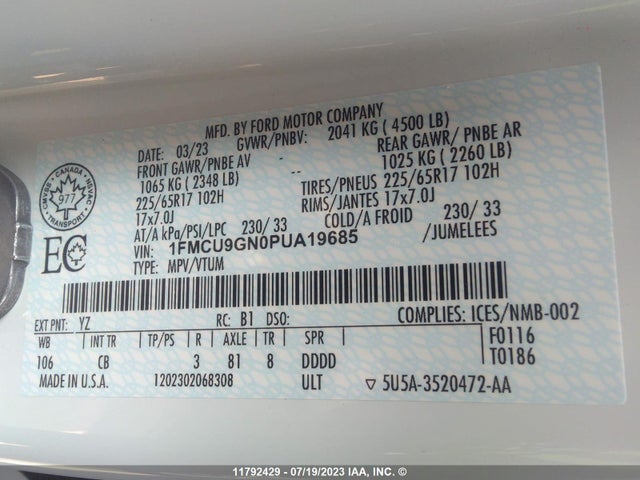 MFD. BY FORD MOTOR COMPANY
DATE: 03/23 GVWR/PNBV: 2041 KG ( 4500 LB)
FRONT GAWR/PNBE AV - REAR GAWR/ PNBE AR
1065 KG ( 2348 LB) - 1025 KG ( 2260 LB)
225/65R17 102H TIRES/PNEUS 225/65R17 102H
17x7.0J RIMS/JANTES 17x7.0J
AT/A kPa/PSI/LPC 230/ 33 COLD/A FROID 230/ 33
VIN: 1FMCU9GN0PUA19685 /JUMELEES
TYPE: MPV/VTUM
CANADA
CMVSS NSVAC
977
TRANSPORT
EC
EXT PNT: YZ RC: B1 DSO: COMPLIES: ICES/NMB-002
WB INT TR TP/PS R AXLE TR SPR F0116
106 CB 3 81 8 DDDD T0186
MADE IN U.S.A. 1202302068308 ULT ▽ 5U5A-3520472-AA
11792429 - 07/19/2023 IAA, INC. ©